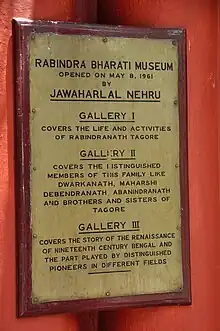 RABINDRA BHARATI MUSEUM
OPENED ON MAY 8, 1961
BY
JAWAHARLAL NEHRU
GALLERY I
COVERS THE LIFE AND ACTIVITIES
OF RABINDRANATH TAGORE
GALLERY II
COVERS THE DISTINGUISHED
MEMBERS OF THIS FAMILY LIKE
DWARKANATH, MAHARSHI
DEBENDRANATH, ABANINDRANATH
AND BROTHERS AND SISTERS OF
TAGORE
GALLERY III
COVERS THE STORY OF THE RENAISSANCE
OF NINETEENTH CENTURY BENGAL AND
THE PART PLAYED BY DISTINGUISHED
PIONEERS IN DIFFERENT FIELDS